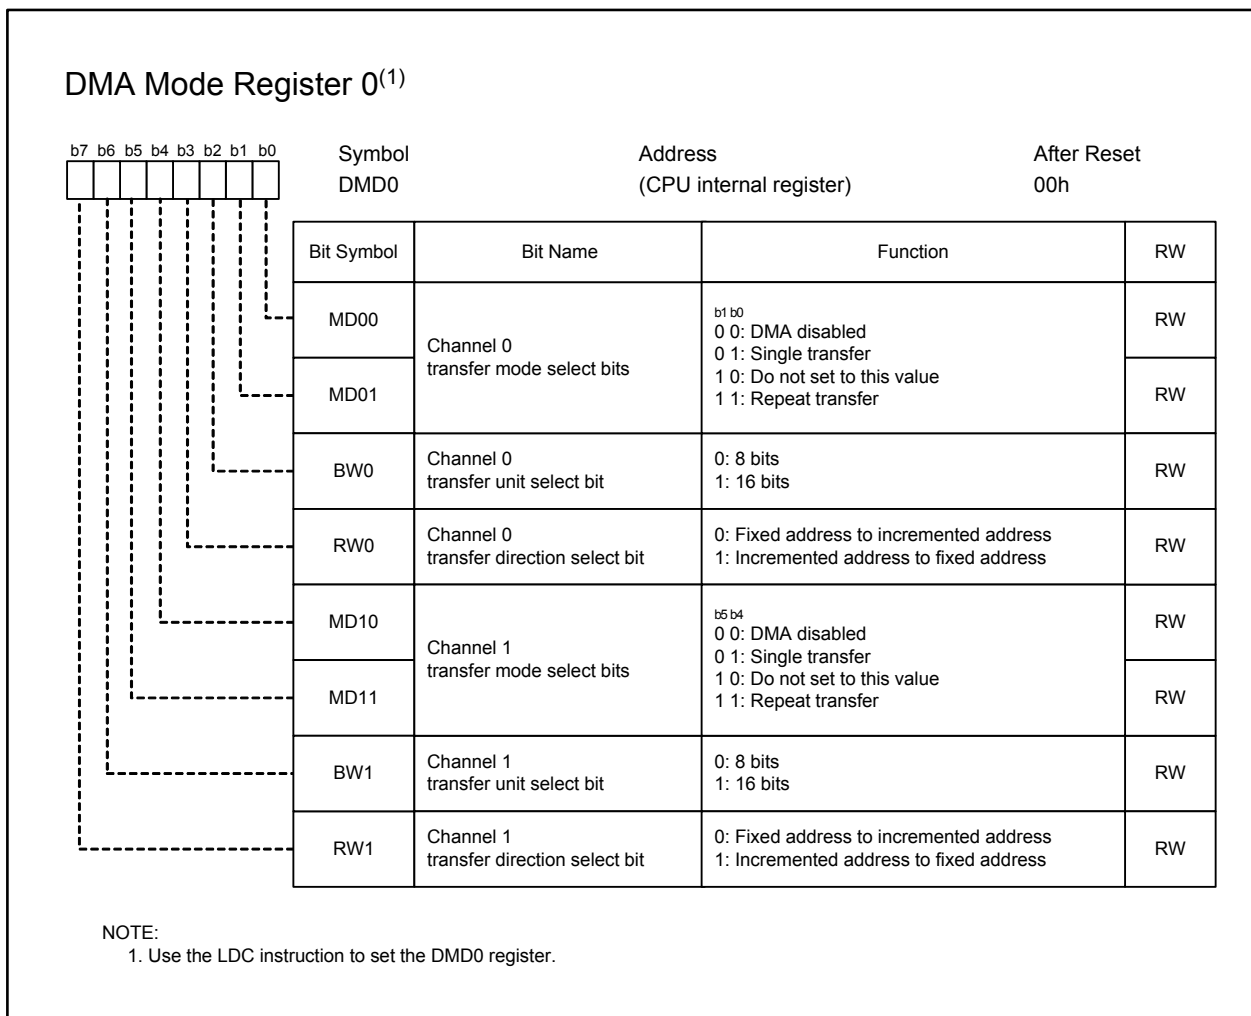 DMA Mode Register 0(1)
b7 b6 b5 b4 b3 b2 b1 b0
Symbol Address After Reset
DMD0 (CPU internal register) 00h
Bit Symbol Bit Name Function RW
MD00
MD01
Channel 0
transfer mode select bits
b1 b0
0 0: DMA disabled
0 1: Single transfer
1 0: Do not set to this value
1 1: Repeat transfer
RW
RW
BW0
Channel 0
transfer unit select bit
0: 8 bits
1: 16 bits
RW
RW0
Channel 0
transfer direction select bit
0: Fixed address to incremented address
1: Incremented address to fixed address
RW
MD10
MD11
Channel 1
transfer mode select bits
b5 b4
0 0: DMA disabled
0 1: Single transfer
1 0: Do not set to this value
1 1: Repeat transfer
RW
RW
BW1
Channel 1
transfer unit select bit
0: 8 bits
1: 16 bits
RW
RW1
Channel 1
transfer direction select bit
0: Fixed address to incremented address
1: Incremented address to fixed address
RW
NOTE:
1. Use the LDC instruction to set the DMD0 register.